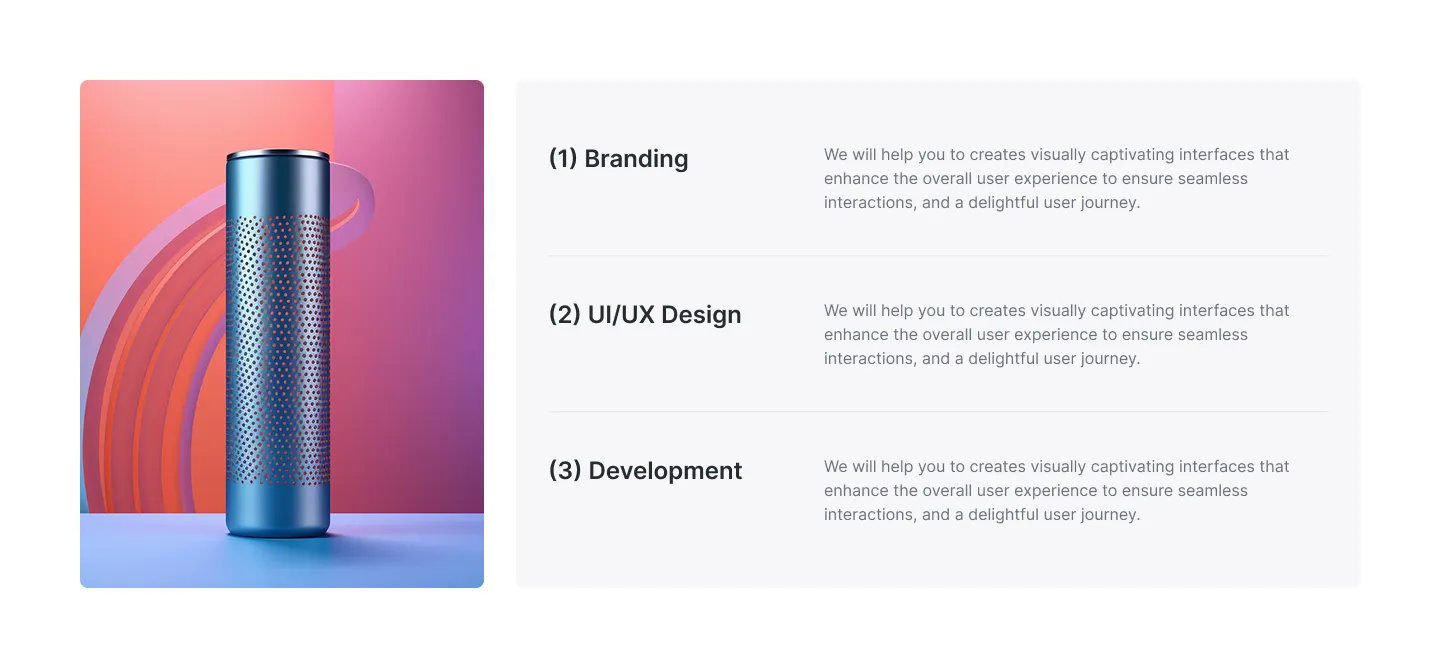 (1) Branding
We will help you to creates visually captivating interfaces that
enhance the overall user experience to ensure seamless
interactions, and a delightful user journey.
(2) UI/UX Design
We will help you to creates visually captivating interfaces that
enhance the overall user experience to ensure seamless
interactions, and a delightful user journey.
(3) Development
We will help you to creates visually captivating interfaces that
enhance the overall user experience to ensure seamless
interactions, and a delightful user journey.